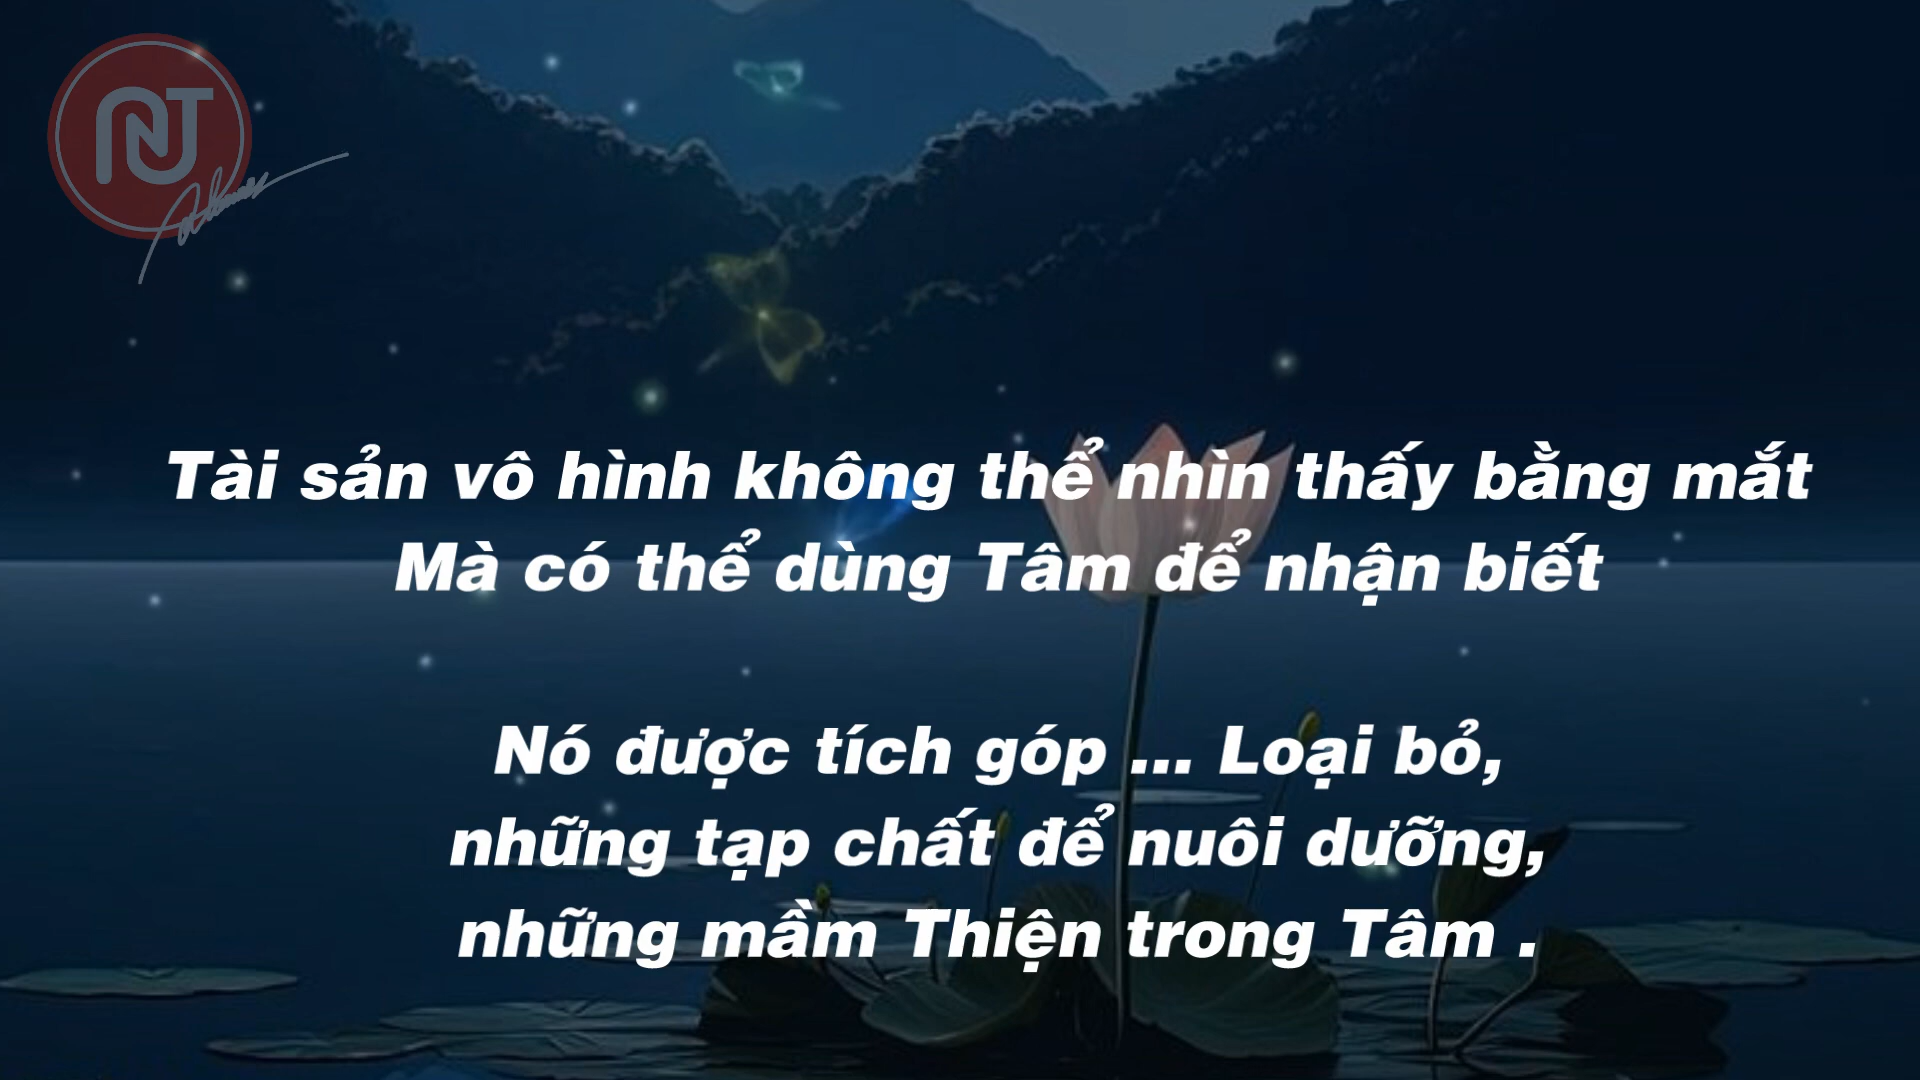 NJ
Tài sản vô hình không thể nhìn thấy bằng mắt
Mà có thể dùng Tâm để nhận biết
Nó được tích góp ... Loại bỏ,
những tạp chất để nuôi dưỡng,
những mầm Thiện trong Tâm .